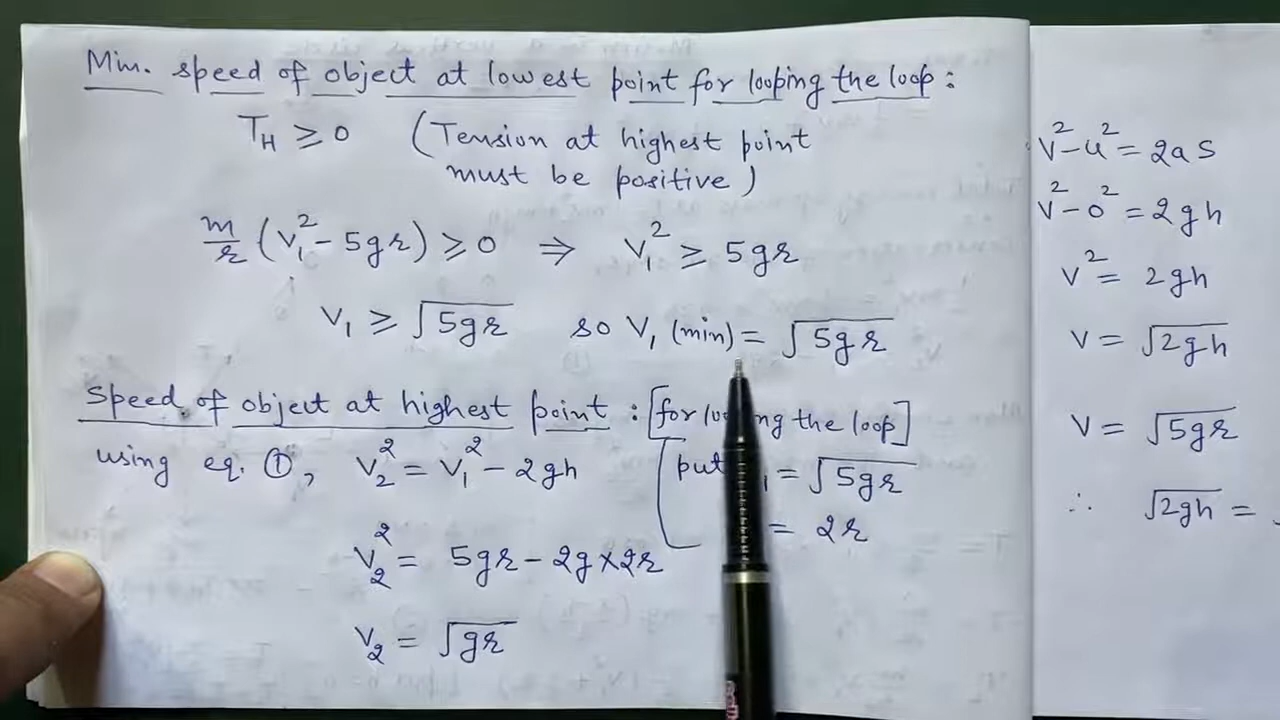 Min. speed of object at lowest point for looping the loop :
T_H ≥ 0 (Tension at highest point
must be positive)
m/r (v₁² - 5gr) ≥ 0 ⇒ v₁² ≥ 5gr
v₁ ≥ √5gr so v₁ (min) = √5gr
Speed of object at highest point : [for looping the loop]
using eq. ①, v₂² = v₁² - 2gh
put = √5gr
v₂² = 5gr - 2g×2r
= 2r
v₂ = √gr
v² - u² = 2as
v² - 0² = 2gh
v² = 2gh
v = √2gh
v = √5gr
∴ √2gh =